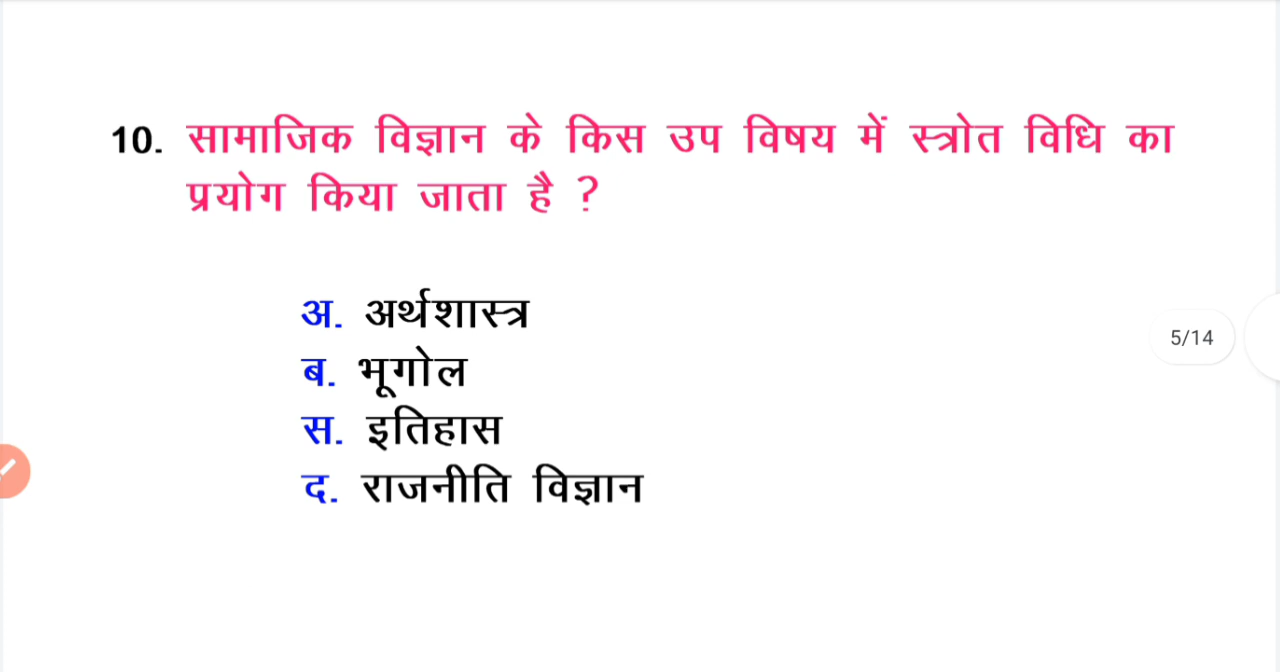 10. सामाजिक विज्ञान के किस उप विषय में स्त्रोत विधि का
प्रयोग किया जाता है ?
अ. अर्थशास्त्र
ब. भूगोल
5/14
स. इतिहास
द. राजनीति विज्ञान